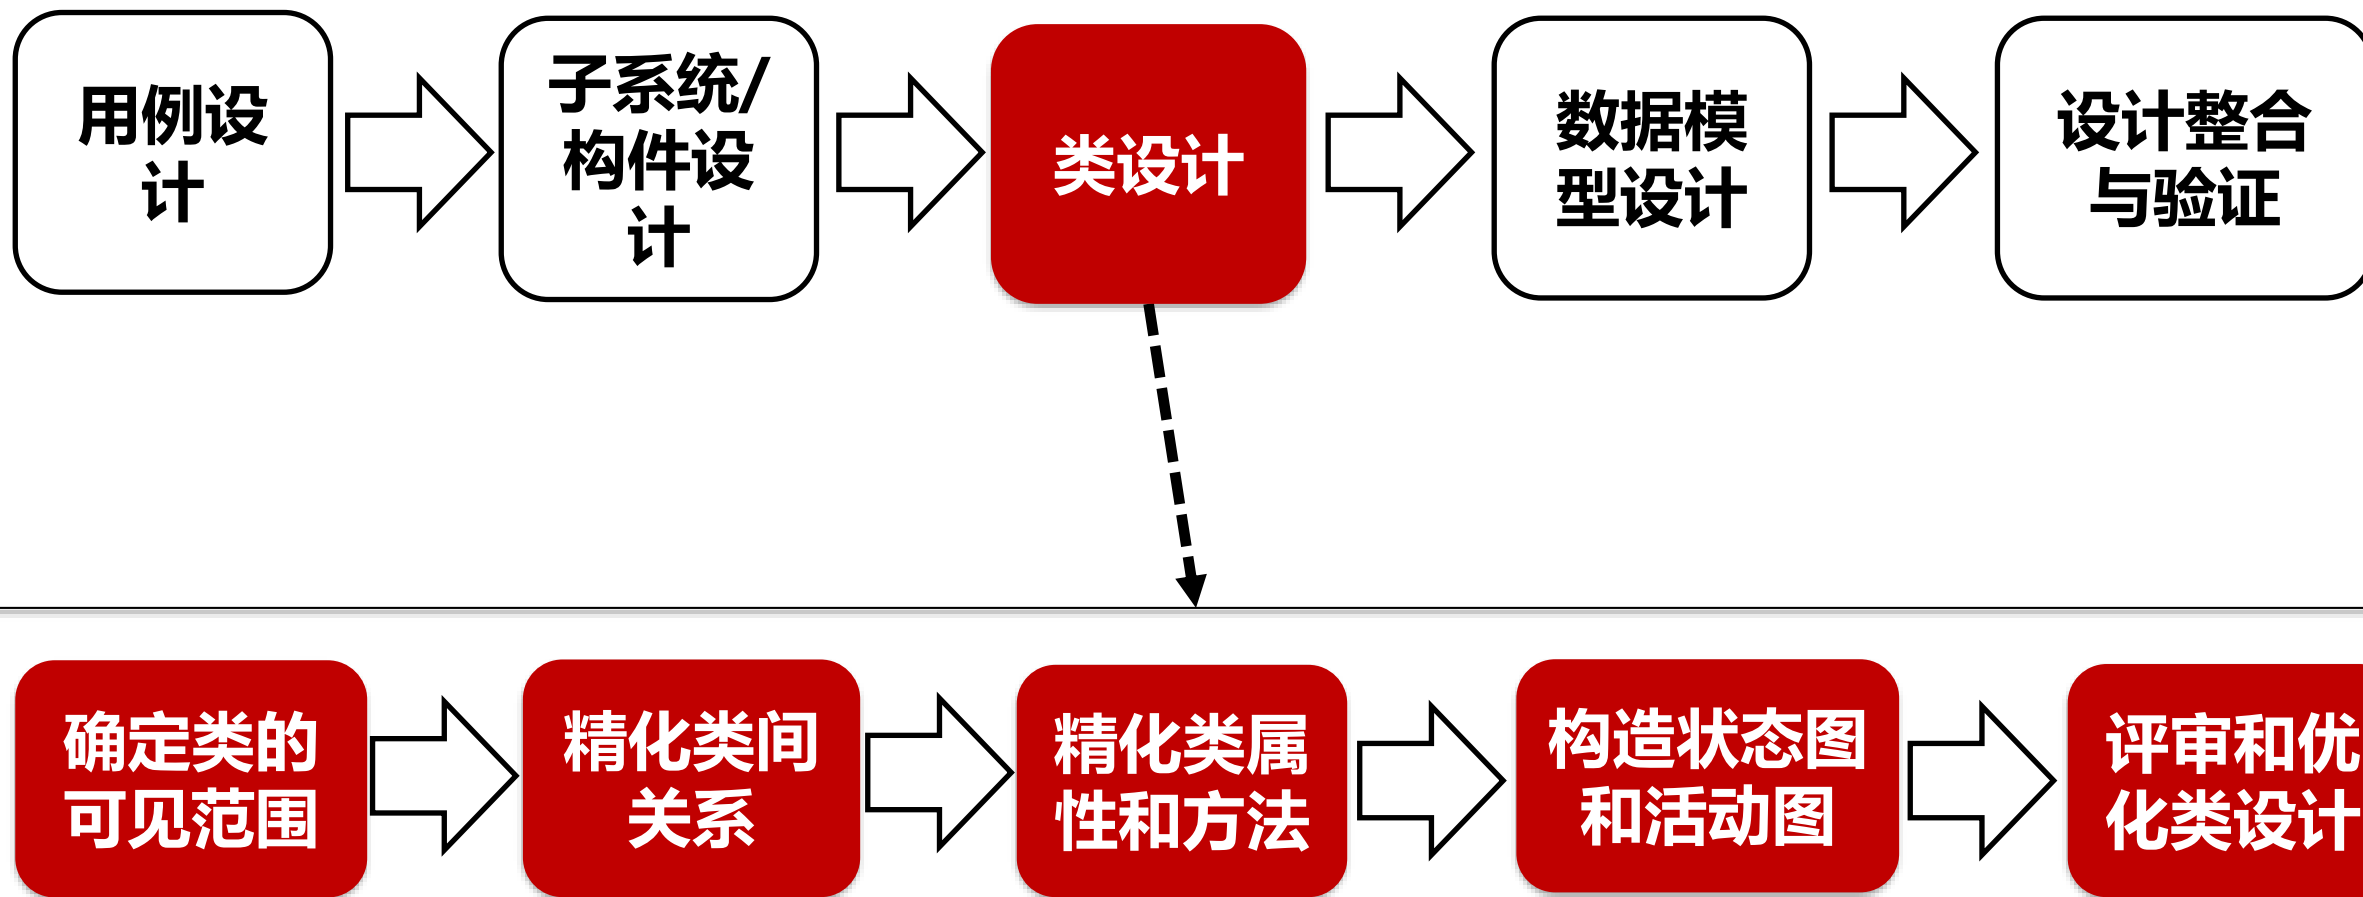 用例设
计
子系统/
构件设
计
类设计
数据模
型设计
设计整合
与验证
确定类的
可见范围
精化类间
关系
精化类属
性和方法
构造状态图
和活动图
评审和优
化类设计